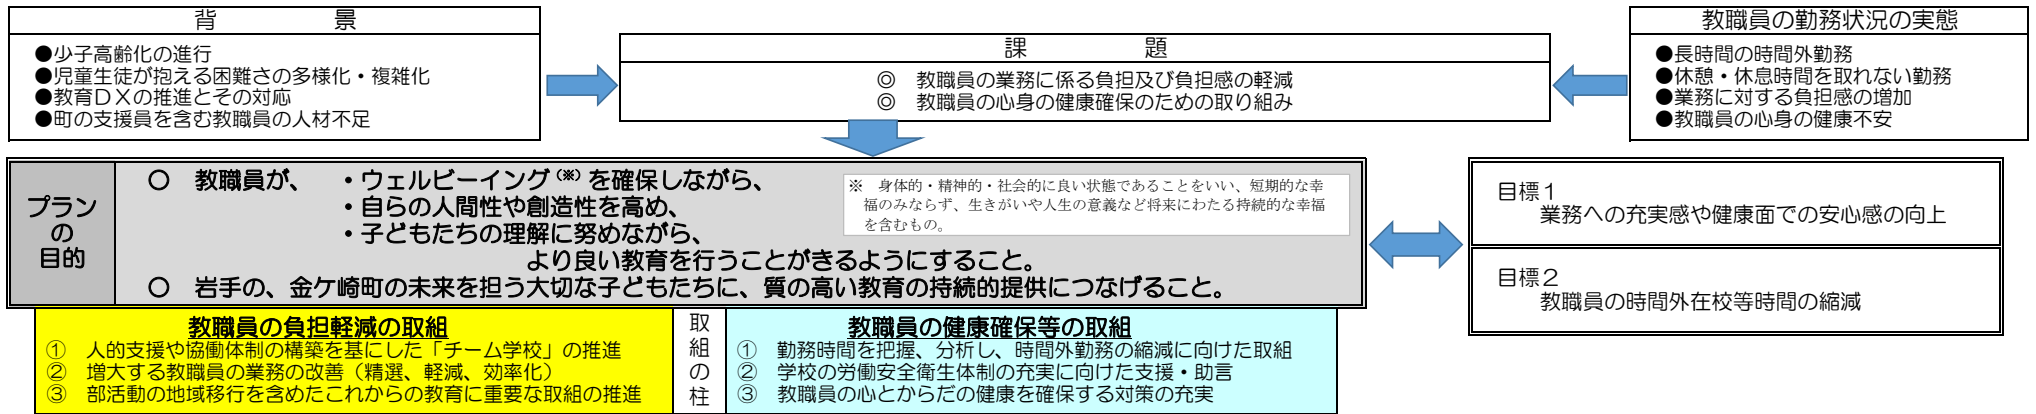 背　　　景
●少子高齢化の進行
●児童生徒が抱える困難さの多様化・複雑化
●教育ＤＸの推進とその対応
●町の支援員を含む教職員の人材不足
課　　　題
◎　教職員の業務に係る負担及び負担感の軽減
◎　教職員の心身の健康確保のための取り組み
教職員の勤務状況の実態
●長時間の時間外勤務
●休憩・休息時間を取れない勤務
●業務に対する負担感の増加
●教職員の心身の健康不安
プラン
の
目的
○　教職員が、　・ウェルビーイング（※）を確保しながら、
・自らの人間性や創造性を高め、
・子どもたちの理解に努めながら、
より良い教育を行うことがきるようにすること。
○　岩手の、金ケ崎町の未来を担う大切な子どもたちに、質の高い教育の持続的提供につなげること。
※　身体的・精神的・社会的に良い状態であることをいい、短期的な幸
福のみならず、生きがいや人生の意義など将来にわたる持続的な幸福
を含むもの。
目標１
業務への充実感や健康面での安心感の向上
目標２
教職員の時間外在校等時間の縮減
教職員の負担軽減の取組
①　人的支援や協働体制の構築を基にした「チーム学校」の推進
②　増大する教職員の業務の改善（精選、軽減、効率化）
③　部活動の地域移行を含めたこれからの教育に重要な取組の推進
取
組
の
柱
教職員の健康確保等の取組
①　勤務時間を把握、分析し、時間外勤務の縮減に向けた取組
②　学校の労働安全衛生体制の充実に向けた支援・助言
③　教職員の心とからだの健康を確保する対策の充実